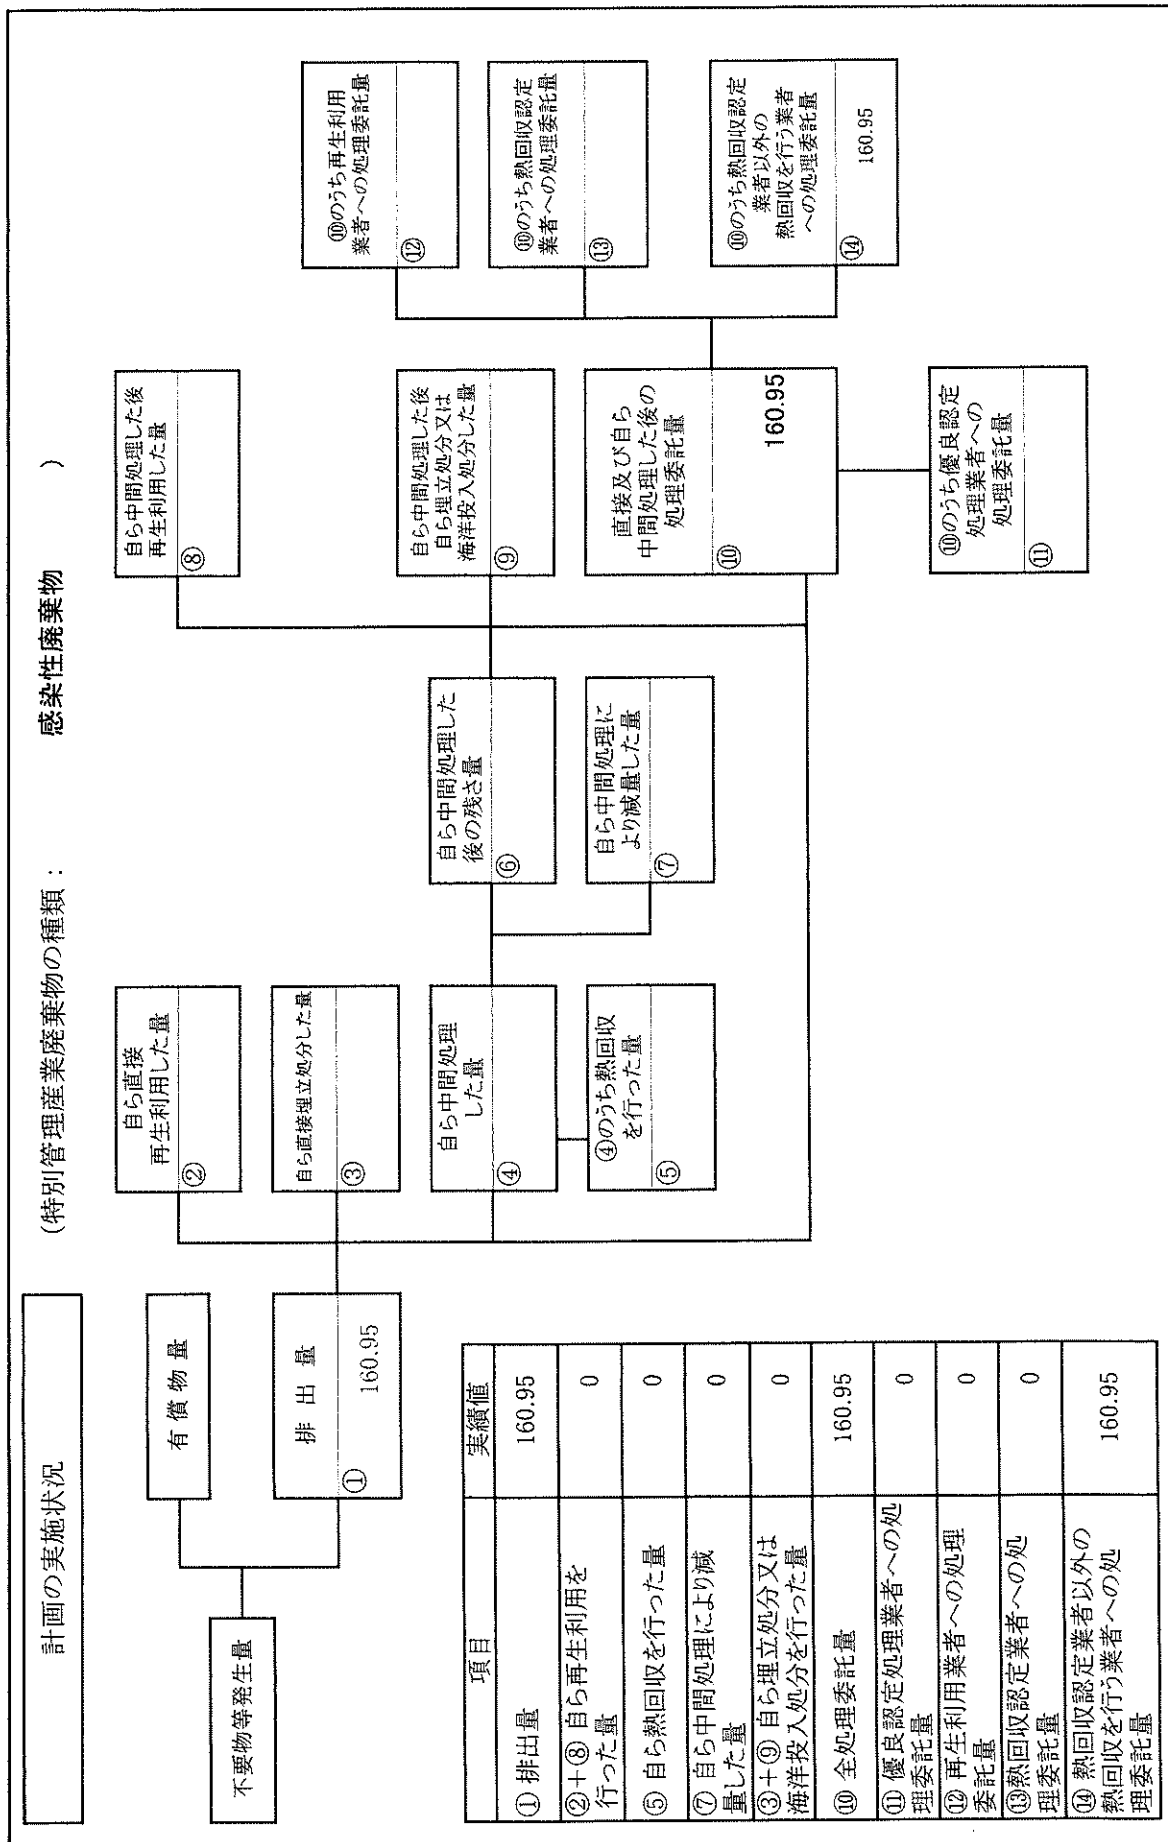 計画の実施状況
(特別管理産業廃棄物の種類：　感染性廃棄物　)
不要物等発生量
有償物量
排出量
①
160.95
自ら直接
再生利用した量
②
自ら直接埋立処分した量
③
自ら中間処理
した量
④
④のうち熱回収
を行った量
⑤
自ら中間処理した
後の残さ量
⑥
自ら中間処理に
より減量した量
⑦
自ら中間処理した後
再生利用した量
⑧
自ら中間処理した後
自ら埋立処分又は
海洋投入処分した量
⑨
直接及び自ら
中間処理した後の
処理委託量
⑩
160.95
⑩のうち優良認定
処理業者への
処理委託量
⑪
⑩のうち再生利用
業者への処理委託量
⑫
⑩のうち熱回収認定
業者への処理委託量
⑬
⑩のうち熱回収認定
業者以外の
熱回収を行う業者
への処理委託量
⑭
160.95
項目　実績値
①排出量　160.95
②+⑧自ら再生利用を
行った量　0
⑤自ら熱回収を行った量　0
⑦自ら中間処理により減
量した量　0
③+⑨自ら埋立処分又は
海洋投入処分を行った量　0
⑩全処理委託量　160.95
⑪優良認定処理業者への処
理委託量　0
⑫再生利用業者への処理
委託量　0
⑬熱回収認定業者への処
理委託量　0
⑭熱回収認定業者以外の
熱回収を行う業者への処
理委託量　160.95